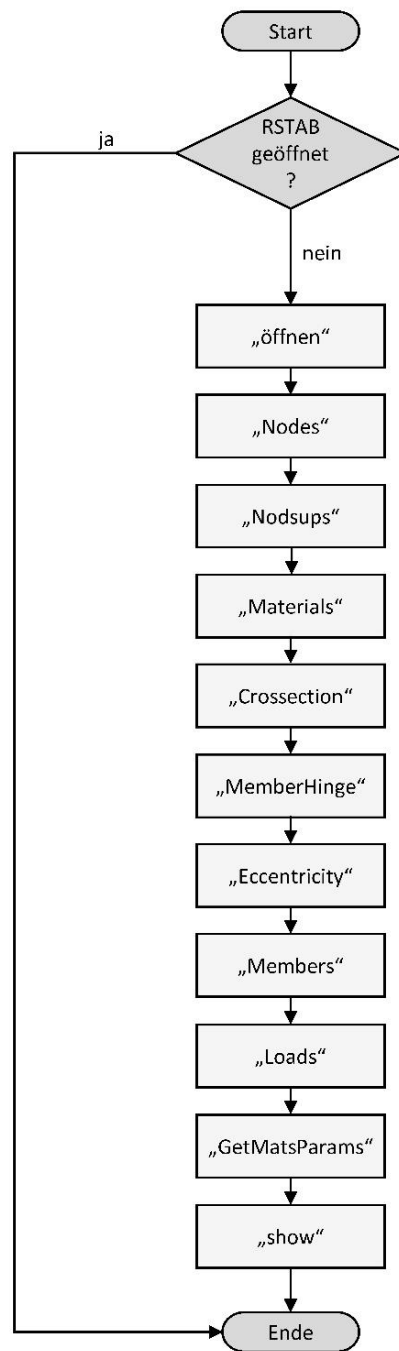 Start
RSTAB
geöffnet
?
ja
nein
„öffnen“
„Nodes“
„Nodsups“
„Materials“
„Crossection“
„MemberHinge“
„Eccentricity“
„Members“
„Loads“
„GetMatsParams“
„show“
Ende